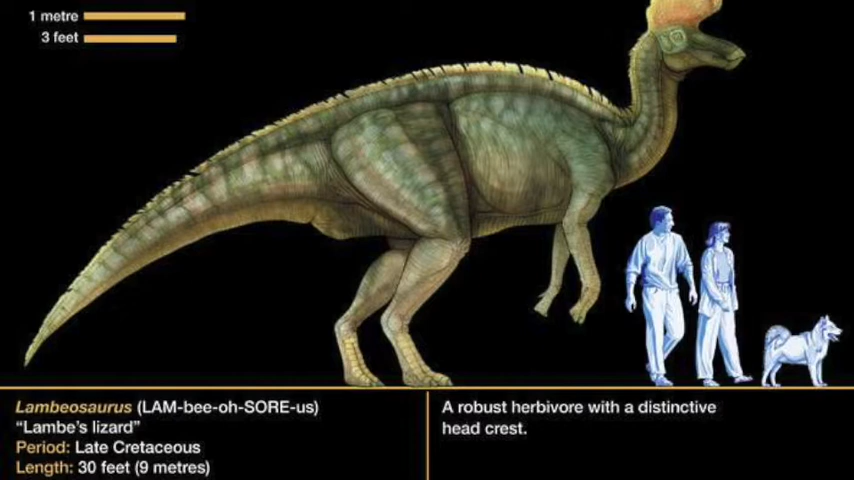 1 metre
3 feet
Lambeosaurus (LAM-bee-oh-SORE-us)
“Lambe’s lizard”
Period: Late Cretaceous
Length: 30 feet (9 metres)
A robust herbivore with a distinctive
head crest.